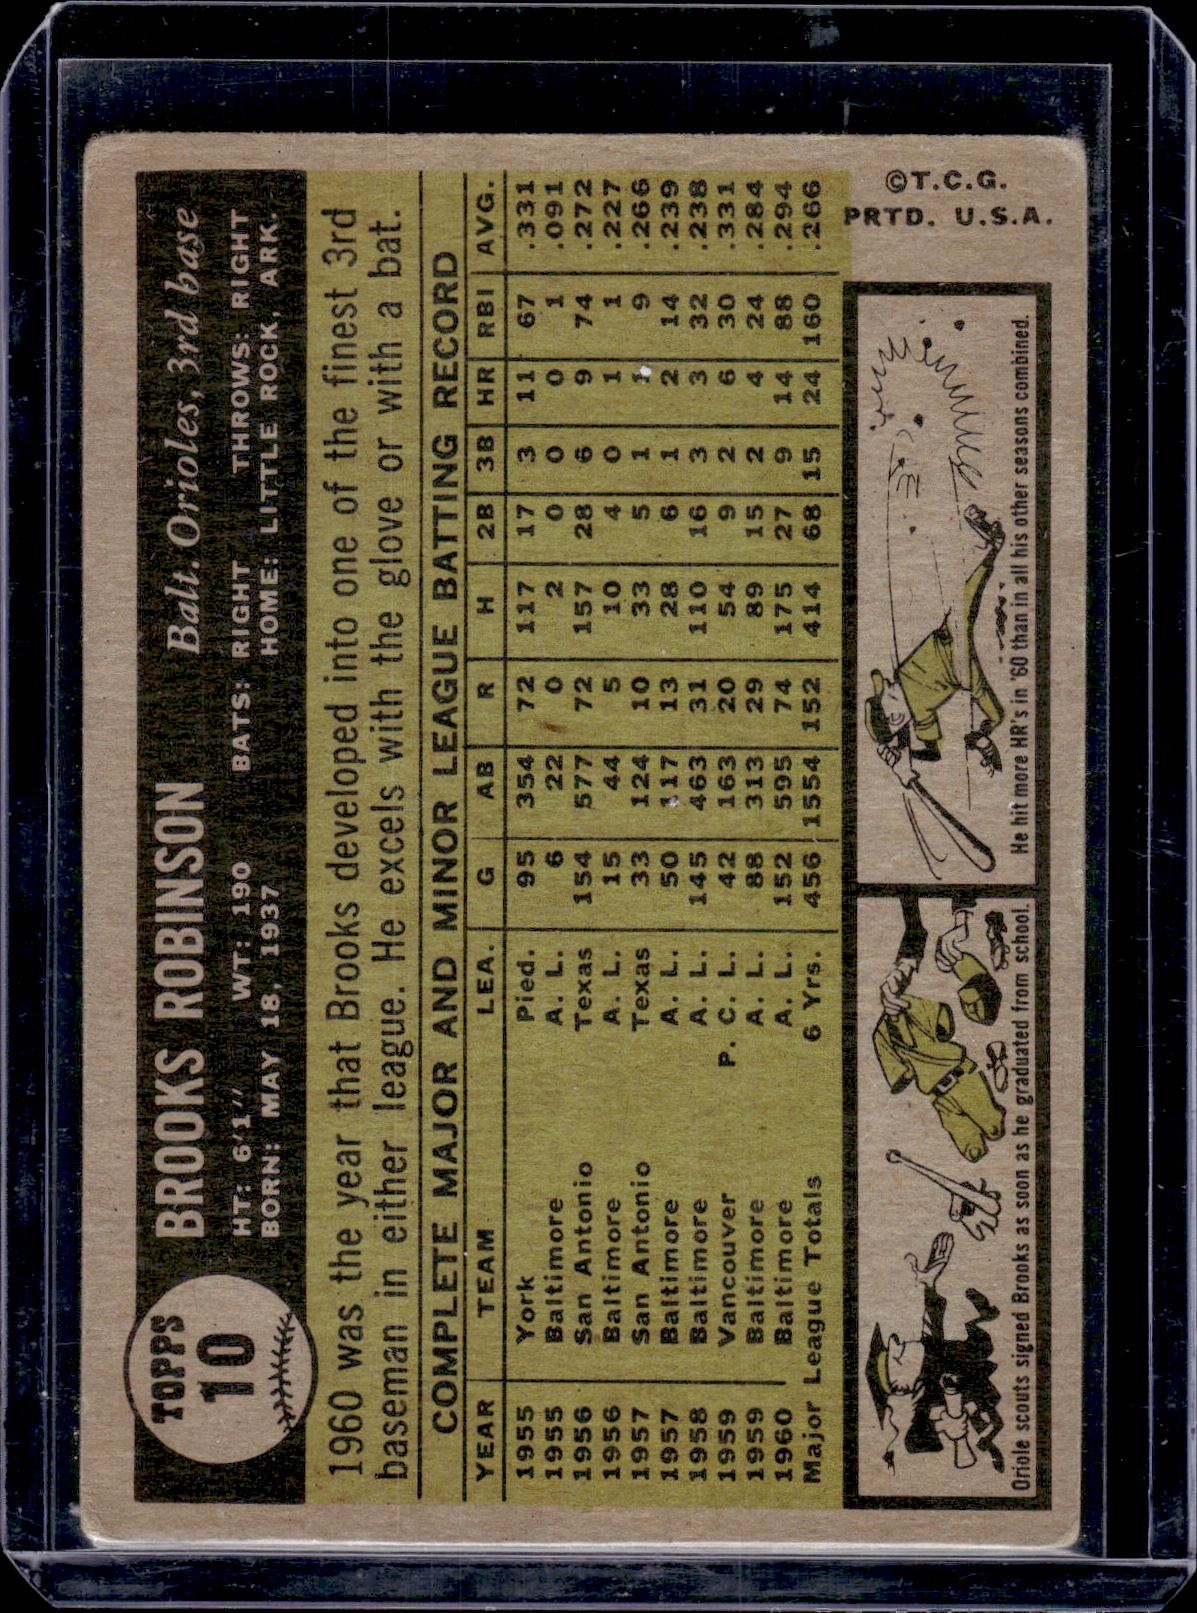 TOPPS
10
BROOKS ROBINSON Balt. Orioles, 3rd base
HT: 6'1" WT: 190 BATS: RIGHT THROWS: RIGHT
BORN: MAY 18, 1937 HOME: LITTLE ROCK, ARK.
1960 was the year that Brooks developed into one of the finest 3rd
baseman in either league. He excels with the glove or with a bat.
COMPLETE MAJOR AND MINOR LEAGUE BATTING RECORD
YEAR TEAM LEA. G AB R H 2B 3B HR RBI AVG.
1955 York Pied. 95 354 72 117 17 3 11 67 .331
1955 Baltimore A. L. 6 22 0 2 0 0 0 1 .091
1956 San Antonio Texas 154 577 72 157 28 6 9 74 .272
1956 Baltimore A. L. 15 44 5 10 4 0 1 1 .227
1957 San Antonio Texas 33 124 10 33 5 1 1 9 .266
1957 Baltimore A. L. 50 117 13 28 6 1 2 14 .239
1958 Baltimore A. L. 145 463 31 110 16 3 3 32 .238
1959 Vancouver P. C. L. 42 163 20 54 9 2 6 30 .331
1959 Baltimore A. L. 88 313 29 89 15 2 4 24 .284
1960 Baltimore A. L. 152 595 74 175 27 9 14 88 .294
Major League Totals 6 Yrs. 456 1554 152 414 68 15 24 160 .266
Oriole scouts signed Brooks as soon as he graduated from school.
He hit more HR's in '60 than in all his other seasons combined.
©T.C.G.
PRTD. U.S.A.